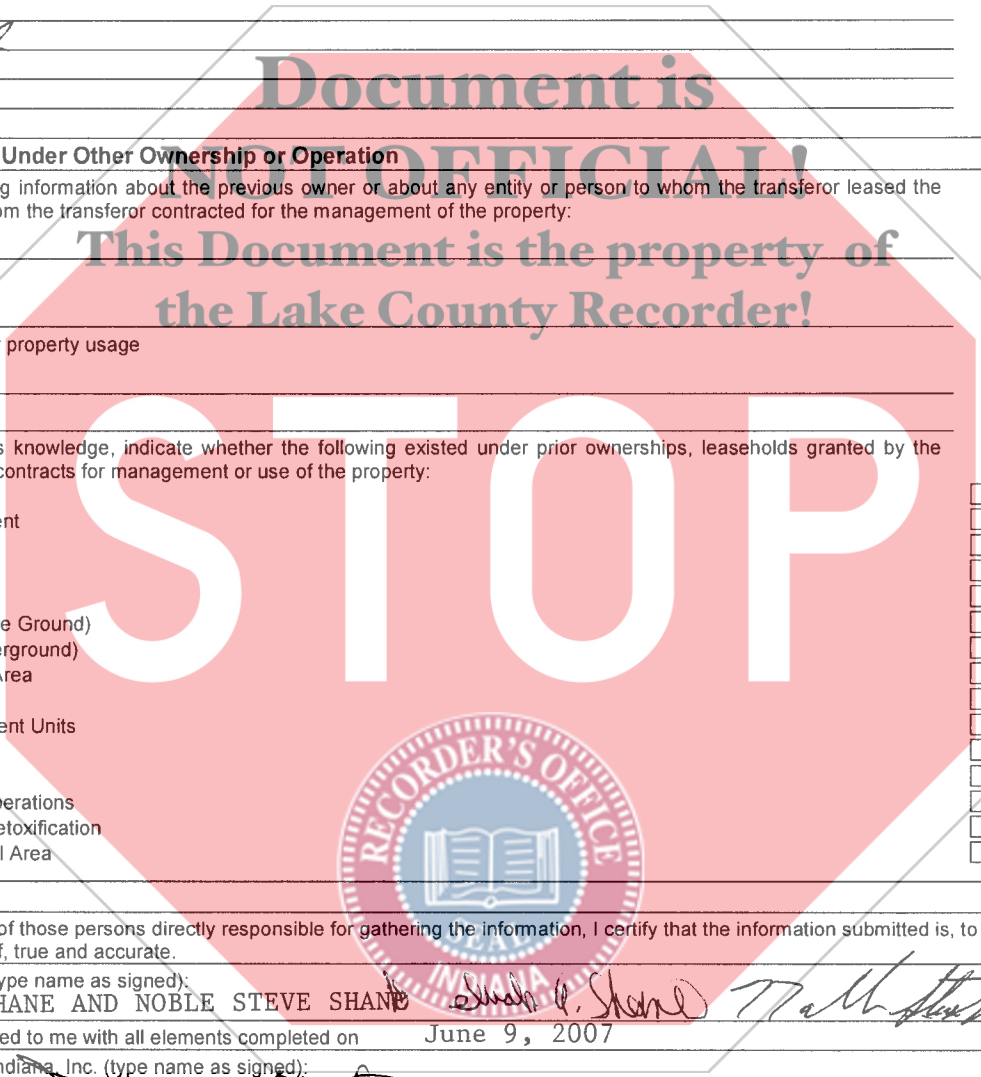 Document is
Under Other Ownership or Operation
NOT OFFICIAL!
g information about the previous owner or about any entity or person to whom the transferor leased the
om the transferor contracted for the management of the property:
This Document is the property of
the Lake County Recorder!
property usage
s knowledge, indicate whether the following existed under prior ownerships, leaseholds granted by the
contracts for management or use of the property:
STOP
ent
e Ground)
erground)
Area
ent Units
perations
etoxification
l Area
RECORDER'S OFFICE
SEAL
INDIANA
of those persons directly responsible for gathering the information, I certify that the information submitted is, to
f, true and accurate.
ype name as signed):
HANE AND NOBLE STEVE SHANE
ed to me with all elements completed on June 9, 2007
ndiana, Inc. (type name as signed):